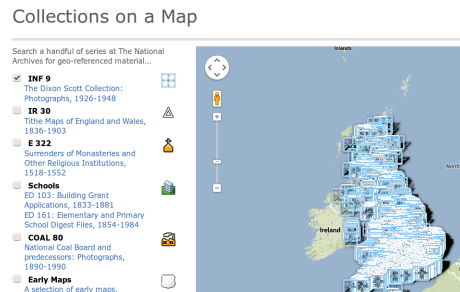 Collections on a Map
Search a handful of series at The National
Archives for geo-referenced material...
INF 9
The Dixon Scott Collection:
Photographs, 1926-1948
IR 30
Tithe Maps of England and Wales,
1836-1903
E 322
Surrenders of Monasteries and
Other Religious Institutions,
1518-1552
Schools
ED 103: Building Grant
Applications, 1833-1881
ED 161: Elementary and Primary
School Digest Files, 1854-1984
COAL 80
National Coal Board and
predecessors: Photographs,
1890-1990
Early Maps
A selection of early maps,
Islands
North
Ireland